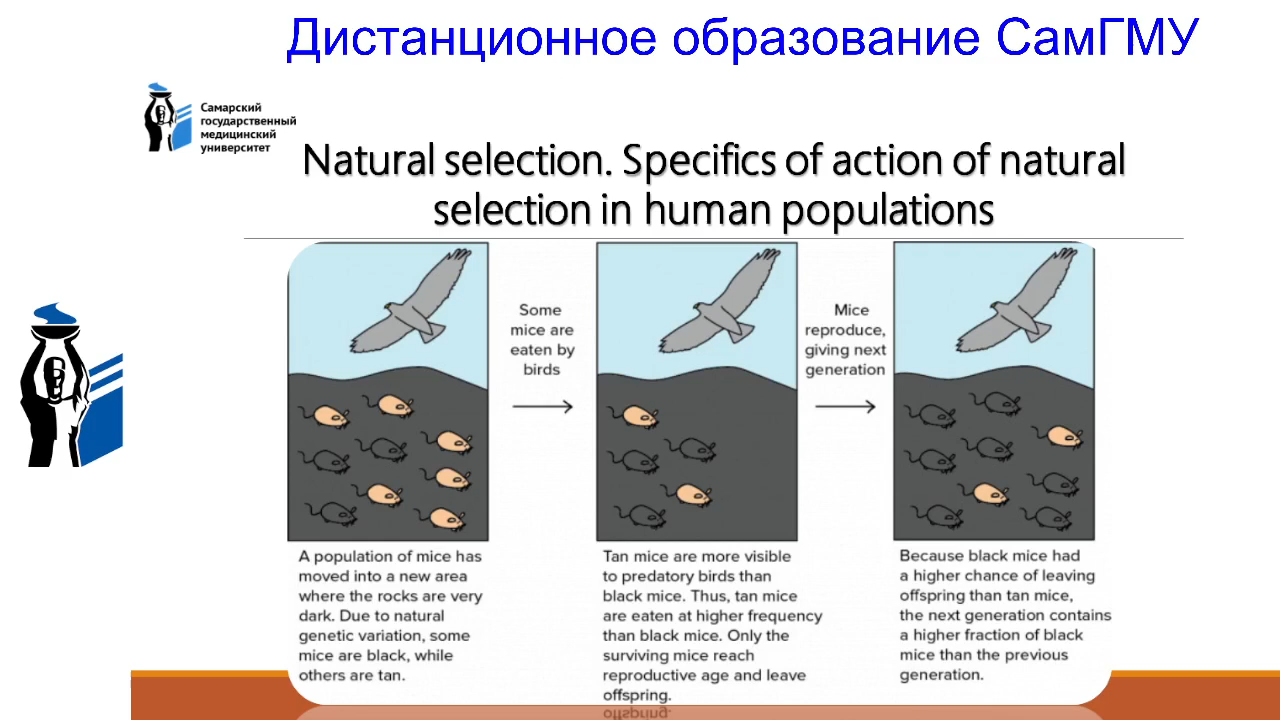 Дистанционное образование СамГМУ
Самарский
государственный
медицинский
университет
Natural selection. Specifics of action of natural
selection in human populations
Some
mice are
eaten by
birds
Mice
reproduce,
giving next
generation
A population of mice has
moved into a new area
where the rocks are very
dark. Due to natural
genetic variation, some
mice are black, while
others are tan.
Tan mice are more visible
to predatory birds than
black mice. Thus, tan mice
are eaten at higher frequency
than black mice. Only the
surviving mice reach
reproductive age and leave
offspring.
Because black mice had
a higher chance of leaving
offspring than tan mice,
the next generation contains
a higher fraction of black
mice than the previous
generation.